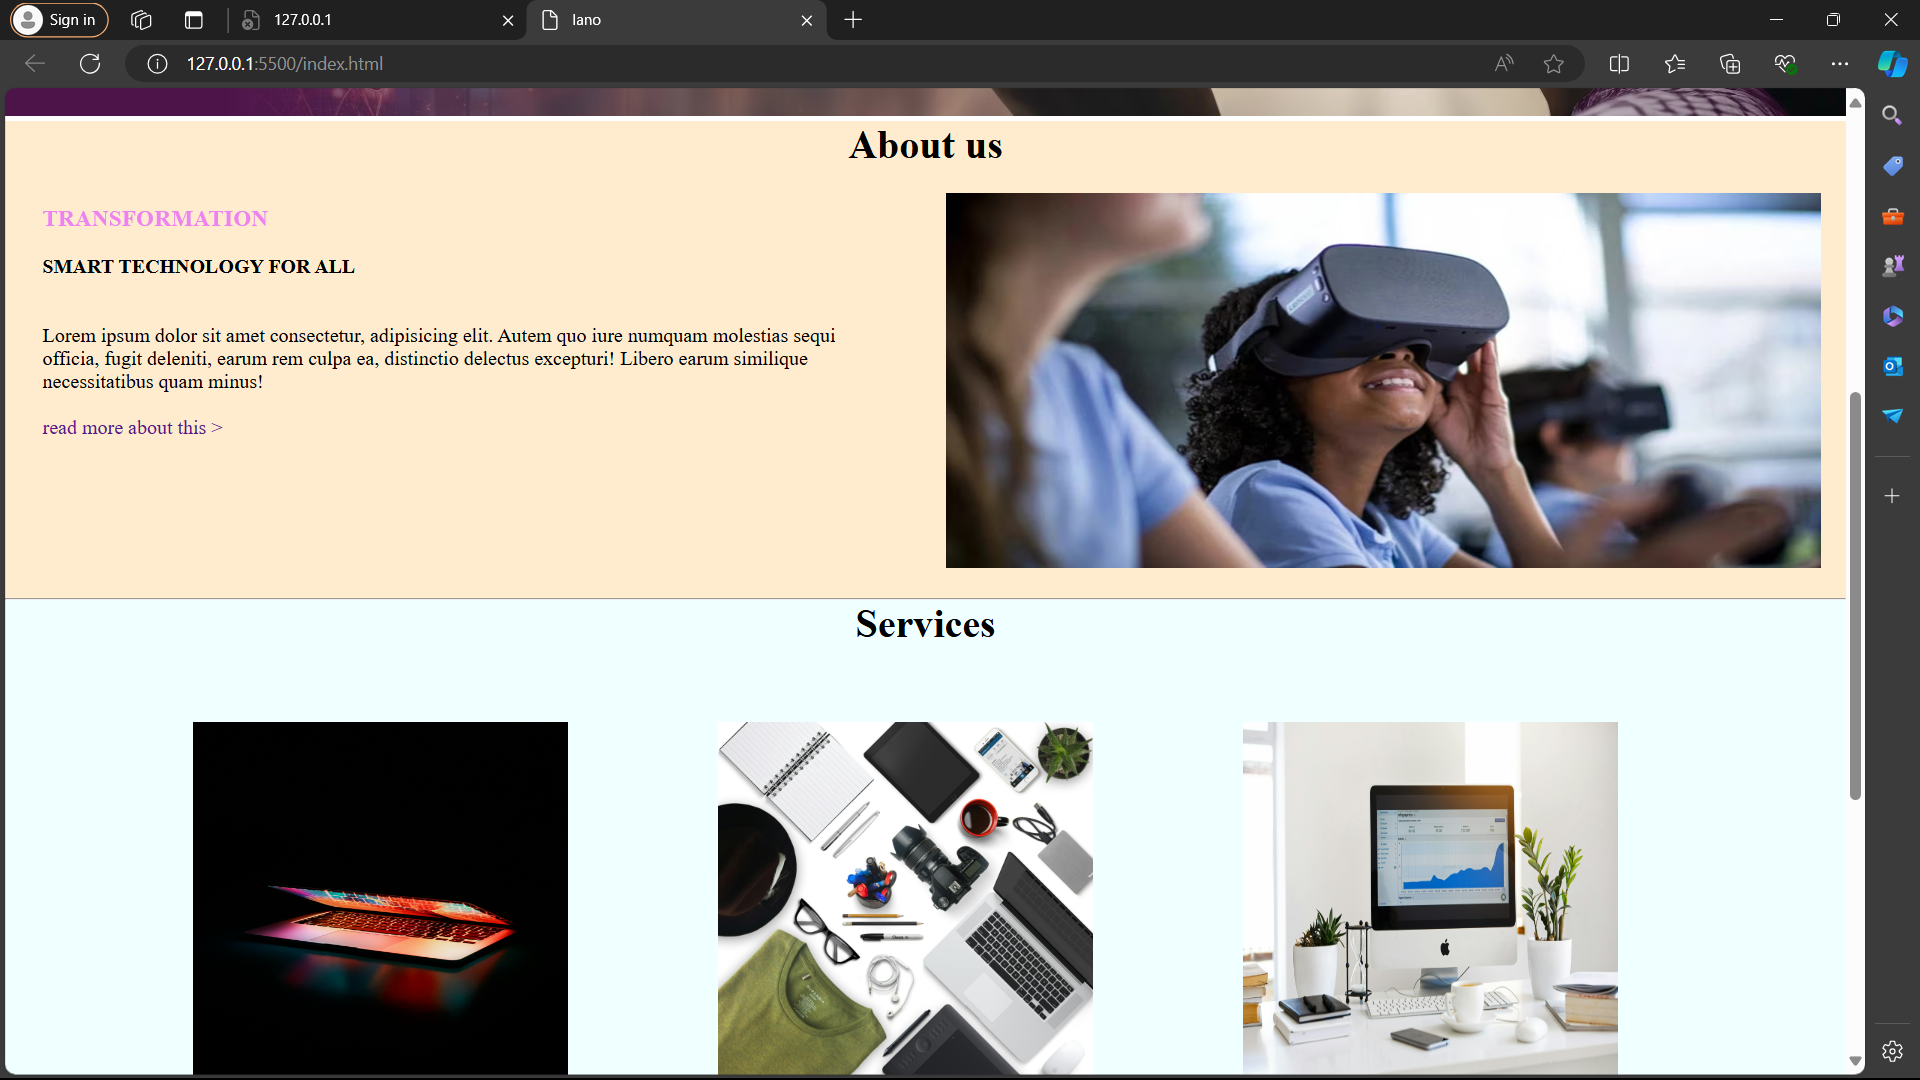 Sign in
127.0.0.1
lano
127.0.0.1:5500/index.html
About us
TRANSFORMATION
SMART TECHNOLOGY FOR ALL
Lorem ipsum dolor sit amet consectetur, adipisicing elit. Autem quo iure numquam molestias sequi
officia, fugit deleniti, earum rem culpa ea, distinctio delectus excepturi! Libero earum similique
necessitatibus quam minus!
read more about this >
Lenovo
Services